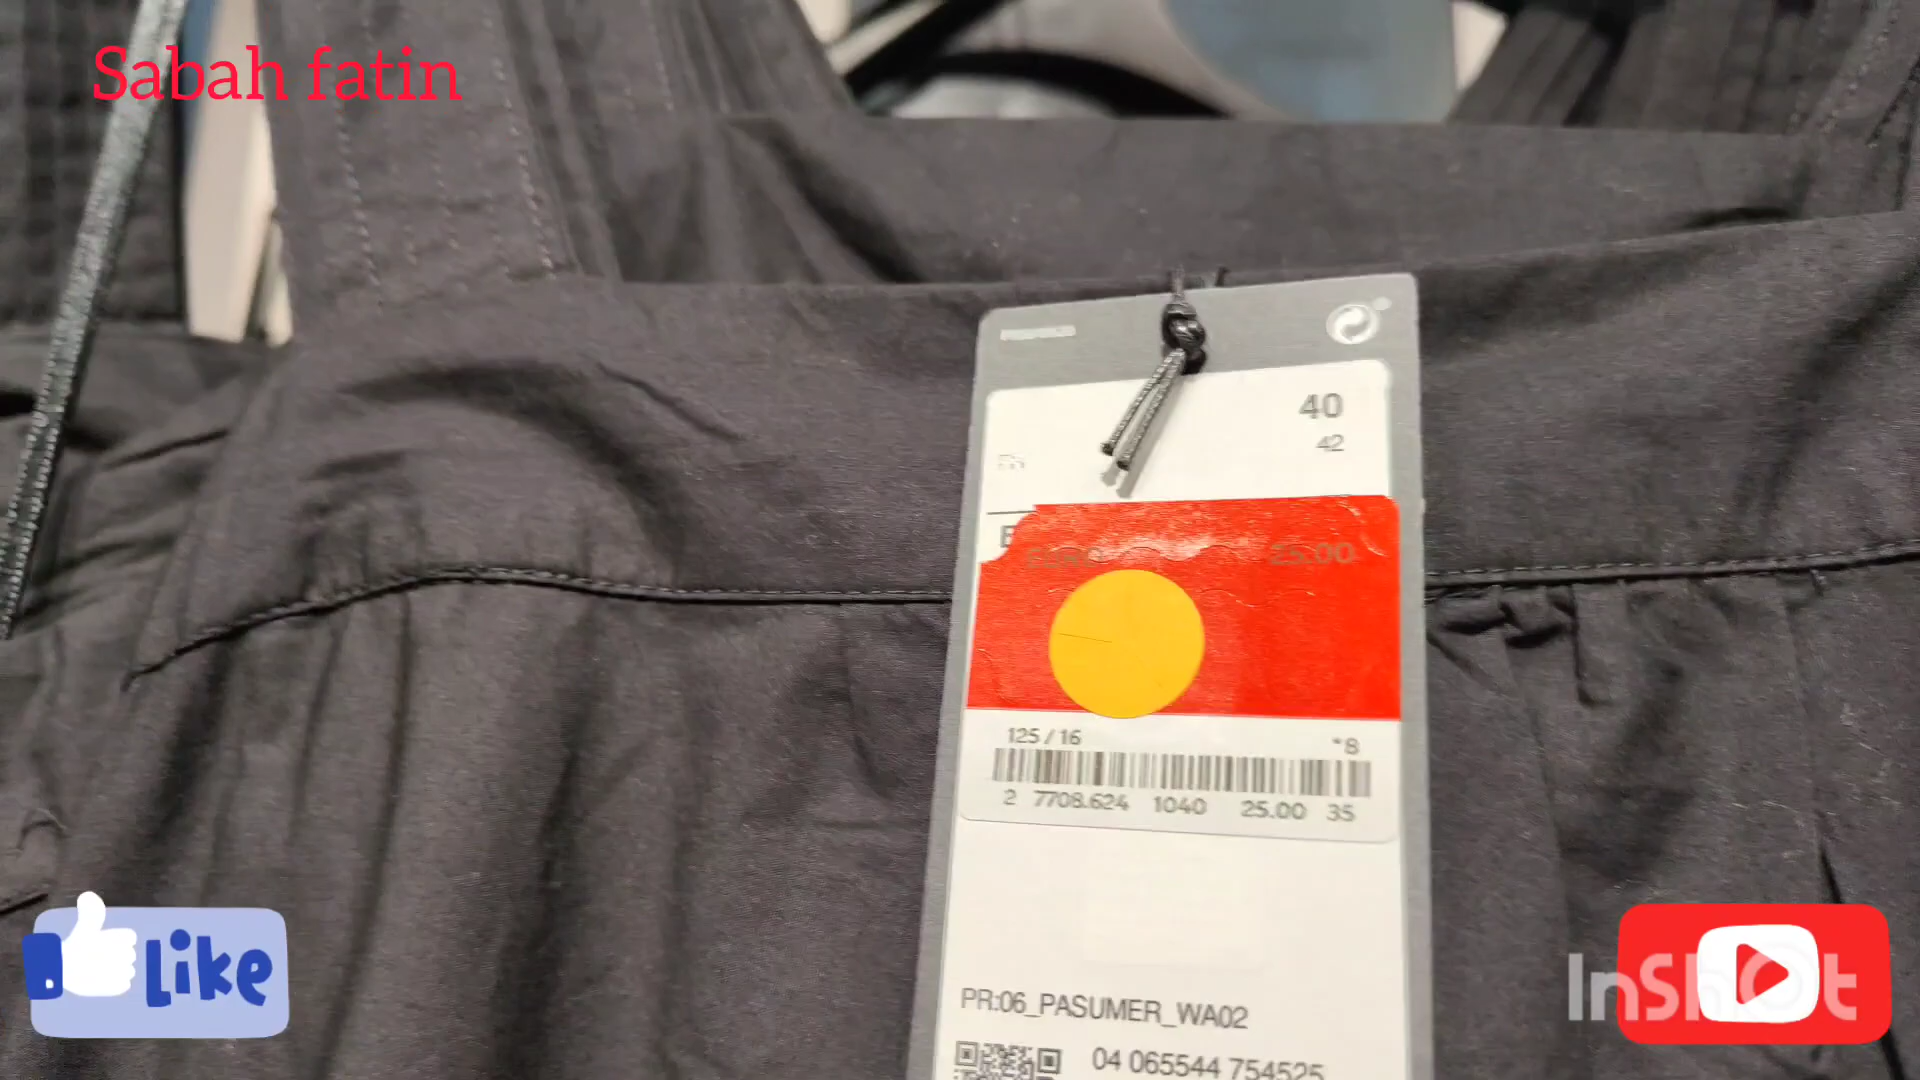 Sabah fatin
40
42
25.00
125 / 16 *8
2 7708.624 1040 25.00 35
PR:06_PASUMER_WA02
04 065544 754525
Like
InShOt